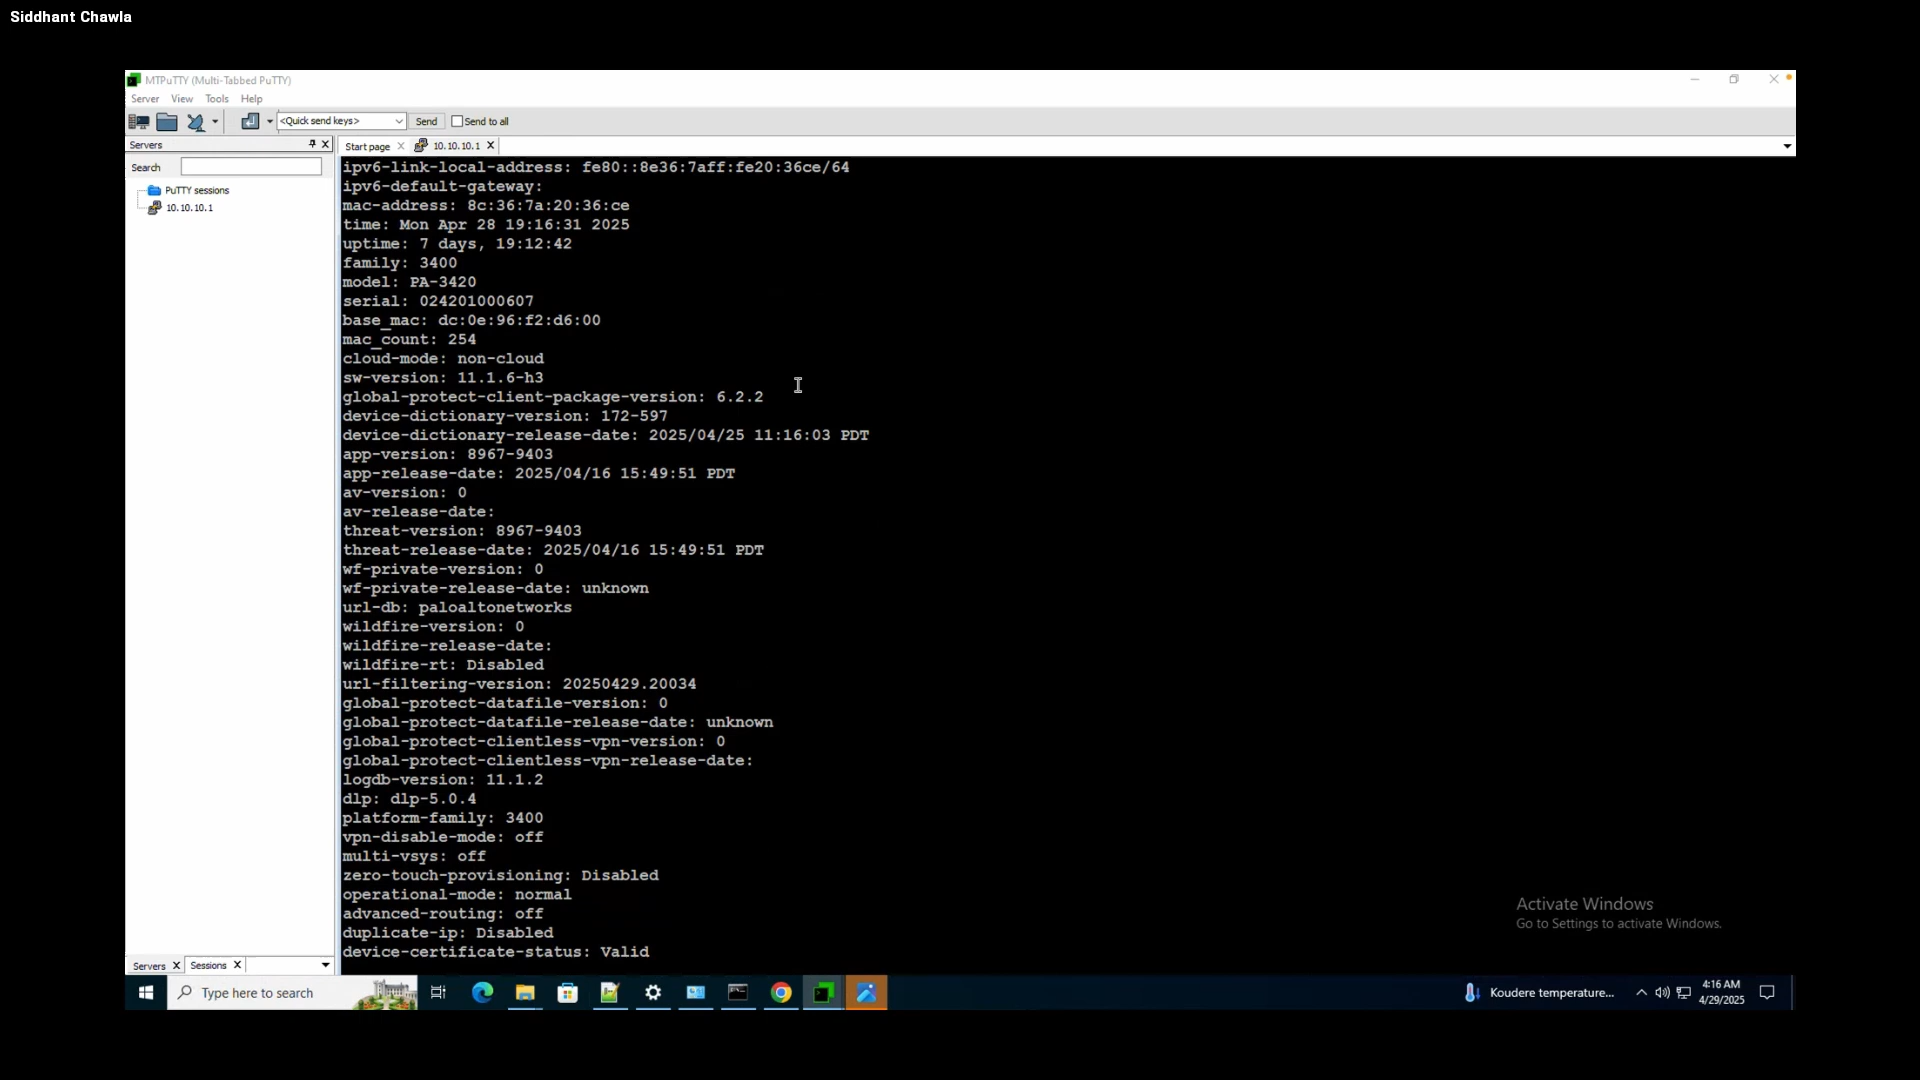 Siddhant Chawla
MTPuTTY (Multi-Tabbed PuTTY)
Server View Tools Help
<Quick send keys> Send Send to all
Servers
Start page 10.10.10.1
Search
PuTTY sessions
10.10.10.1
ipv6-link-local-address: fe80::8e36:7aff:fe20:36ce/64
ipv6-default-gateway:
mac-address: 8c:36:7a:20:36:ce
time: Mon Apr 28 19:16:31 2025
uptime: 7 days, 19:12:42
family: 3400
model: PA-3420
serial: 024201000607
base_mac: dc:0e:96:f2:d6:00
mac_count: 254
cloud-mode: non-cloud
sw-version: 11.1.6-h3
global-protect-client-package-version: 6.2.2
device-dictionary-version: 172-597
device-dictionary-release-date: 2025/04/25 11:16:03 PDT
app-version: 8967-9403
app-release-date: 2025/04/16 15:49:51 PDT
av-version: 0
av-release-date:
threat-version: 8967-9403
threat-release-date: 2025/04/16 15:49:51 PDT
wf-private-version: 0
wf-private-release-date: unknown
url-db: paloaltonetworks
wildfire-version: 0
wildfire-release-date:
wildfire-rt: Disabled
url-filtering-version: 20250429.20034
global-protect-datafile-version: 0
global-protect-datafile-release-date: unknown
global-protect-clientless-vpn-version: 0
global-protect-clientless-vpn-release-date:
logdb-version: 11.1.2
dlp: dlp-5.0.4
platform-family: 3400
vpn-disable-mode: off
multi-vsys: off
zero-touch-provisioning: Disabled
operational-mode: normal
advanced-routing: off
duplicate-ip: Disabled
device-certificate-status: Valid
Activate Windows
Go to Settings to activate Windows.
Servers Sessions
Type here to search
Koudere temperature...
4:16 AM
4/29/2025